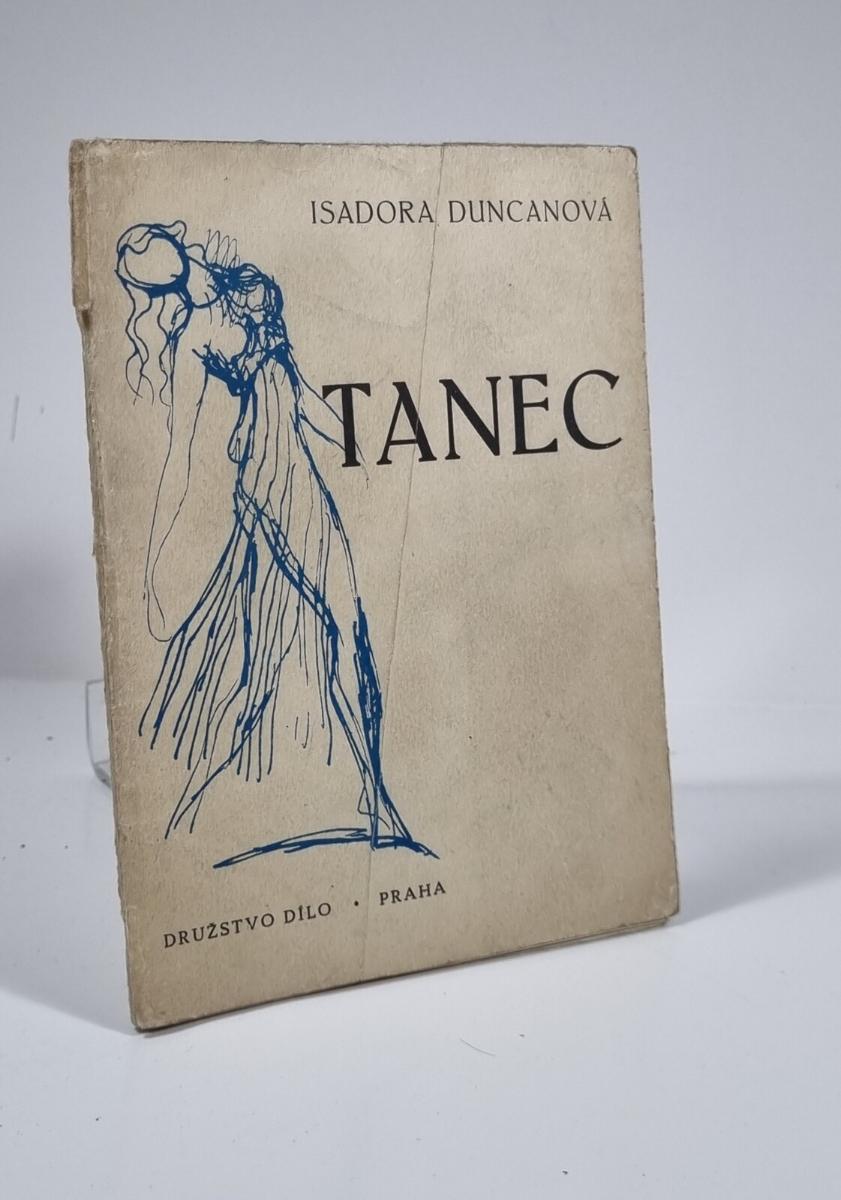 ISADORA DUNCANOVÁ
TANEC
DRUŽSTVO DÍLO • PRAHA